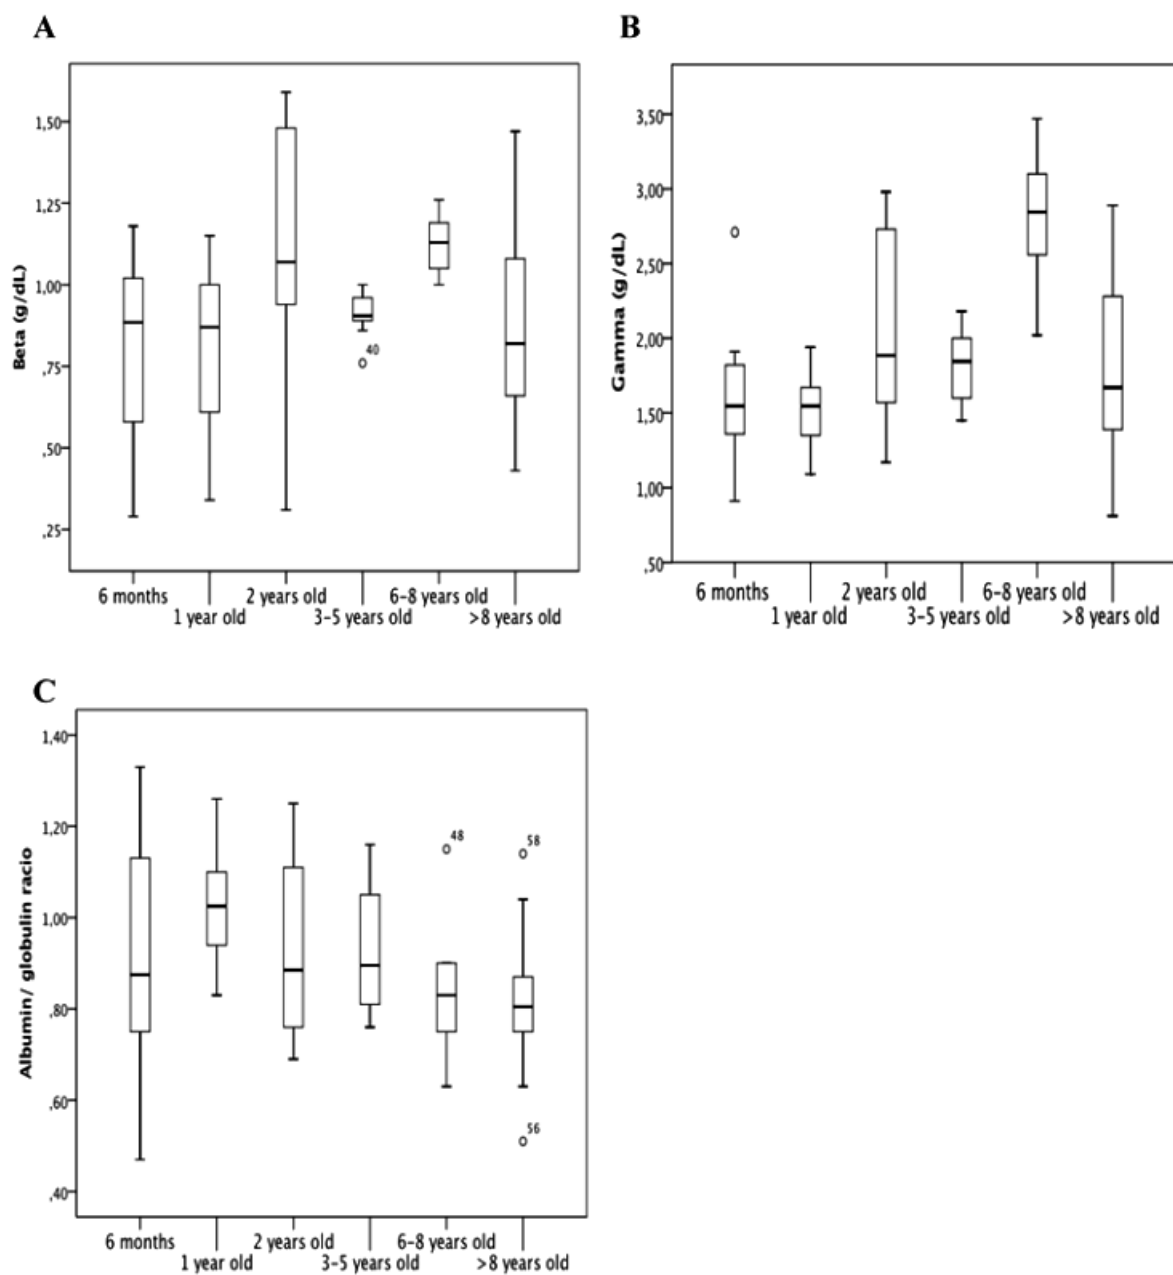 A
Beta (g/dL)
1,50
1,25
1,00
,75
,50
,25
40
6 months
1 year old
2 years old
3-5 years old
6-8 years old
>8 years old
B
Gamma (g/dL)
3,50
3,00
2,50
2,00
1,50
1,00
,50
6 months
1 year old
2 years old
3-5 years old
6-8 years old
>8 years old
C
Albumin/ globulin racio
1,40
1,20
1,00
,80
,60
,40
48
58
56
6 months
1 year old
2 years old
3-5 years old
6-8 years old
>8 years old